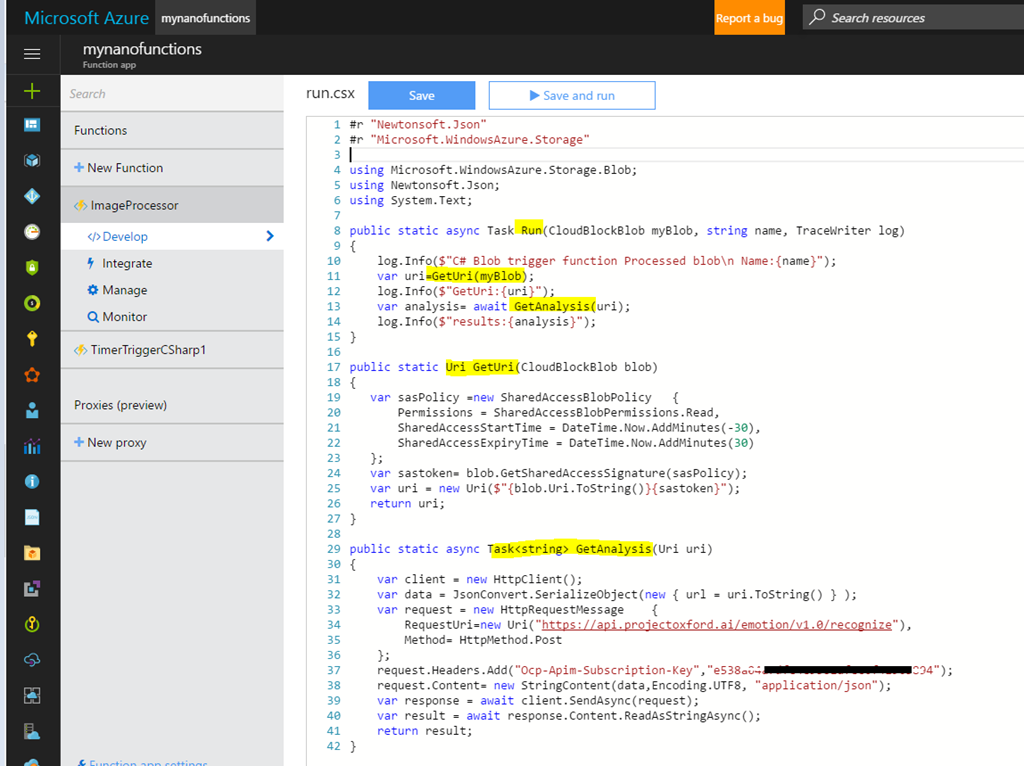 Microsoft Azure mynanofunctions Report a bug Search resources
mynanofunctions
Function app
Search
Functions
+ New Function
ImageProcessor
</> Develop
Integrate
Manage
Monitor
TimerTriggerCSharp1
Proxies (preview)
+ New proxy
Function app settings
run.csx Save Save and run
1 #r "Newtonsoft.Json"
2 #r "Microsoft.WindowsAzure.Storage"
3
4 using Microsoft.WindowsAzure.Storage.Blob;
5 using Newtonsoft.Json;
6 using System.Text;
7
8 public static async Task Run(CloudBlockBlob myBlob, string name, TraceWriter log)
9 {
10 log.Info($"C# Blob trigger function Processed blob\n Name:{name}");
11 var uri=GetUri(myBlob);
12 log.Info($"GetUri:{uri}");
13 var analysis= await GetAnalysis(uri);
14 log.Info($"results:{analysis}");
15 }
16
17 public static Uri GetUri(CloudBlockBlob blob)
18 {
19 var sasPolicy =new SharedAccessBlobPolicy {
20 Permissions = SharedAccessBlobPermissions.Read,
21 SharedAccessStartTime = DateTime.Now.AddMinutes(-30),
22 SharedAccessExpiryTime = DateTime.Now.AddMinutes(30)
23 };
24 var sastoken= blob.GetSharedAccessSignature(sasPolicy);
25 var uri = new Uri($"{blob.Uri.ToString()}{sastoken}");
26 return uri;
27 }
28
29 public static async Task<string> GetAnalysis(Uri uri)
30 {
31 var client = new HttpClient();
32 var data = JsonConvert.SerializeObject(new { url = uri.ToString() } );
33 var request = new HttpRequestMessage {
34 RequestUri=new Uri("https://api.projectoxford.ai/emotion/v1.0/recognize"),
35 Method= HttpMethod.Post
36 };
37 request.Headers.Add("Ocp-Apim-Subscription-Key","
38 request.Content= new StringContent(data,Encoding.UTF8, "application/json");
39 var response = await client.SendAsync(request);
40 var result = await response.Content.ReadAsStringAsync();
41 return result;
42 }